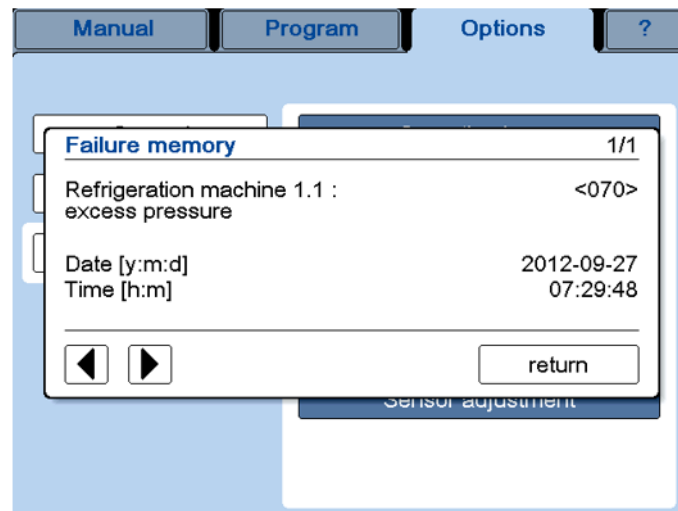 Manual
Program
Options
?
Failure memory
1/1
Refrigeration machine 1.1 :
<070>
excess pressure
Date [y:m:d]
2012-09-27
Time [h:m]
07:29:48
return
Sensor adjustment